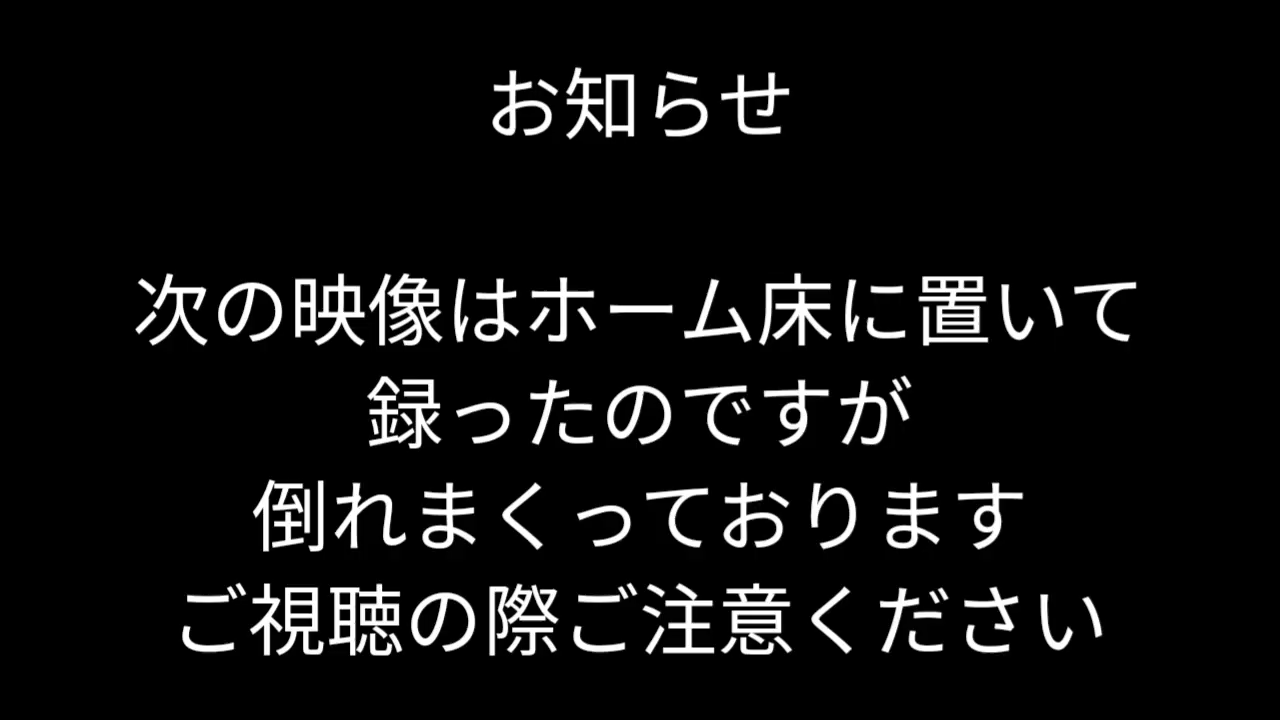 お知らせ
次の映像はホーム床に置いて
録ったのですが
倒れまくっております
ご視聴の際ご注意ください